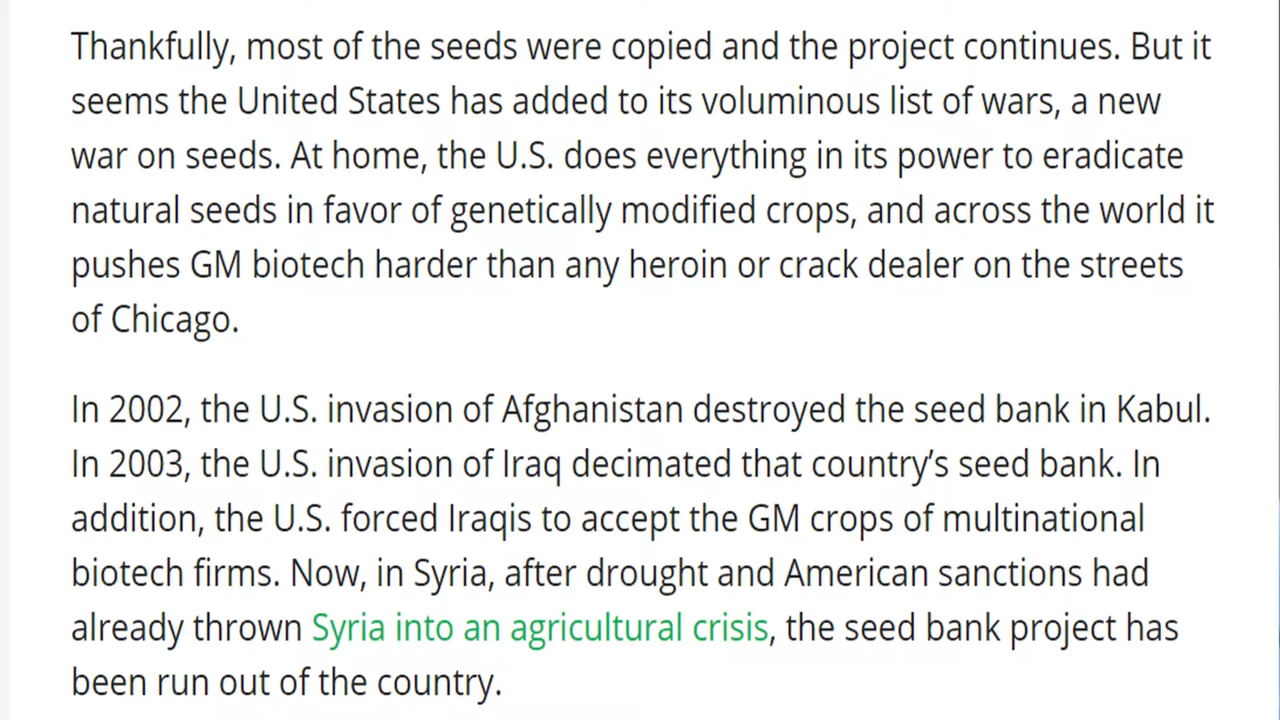 Thankfully, most of the seeds were copied and the project continues. But it
seems the United States has added to its voluminous list of wars, a new
war on seeds. At home, the U.S. does everything in its power to eradicate
natural seeds in favor of genetically modified crops, and across the world it
pushes GM biotech harder than any heroin or crack dealer on the streets
of Chicago.
In 2002, the U.S. invasion of Afghanistan destroyed the seed bank in Kabul.
In 2003, the U.S. invasion of Iraq decimated that country’s seed bank. In
addition, the U.S. forced Iraqis to accept the GM crops of multinational
biotech firms. Now, in Syria, after drought and American sanctions had
already thrown Syria into an agricultural crisis, the seed bank project has
been run out of the country.